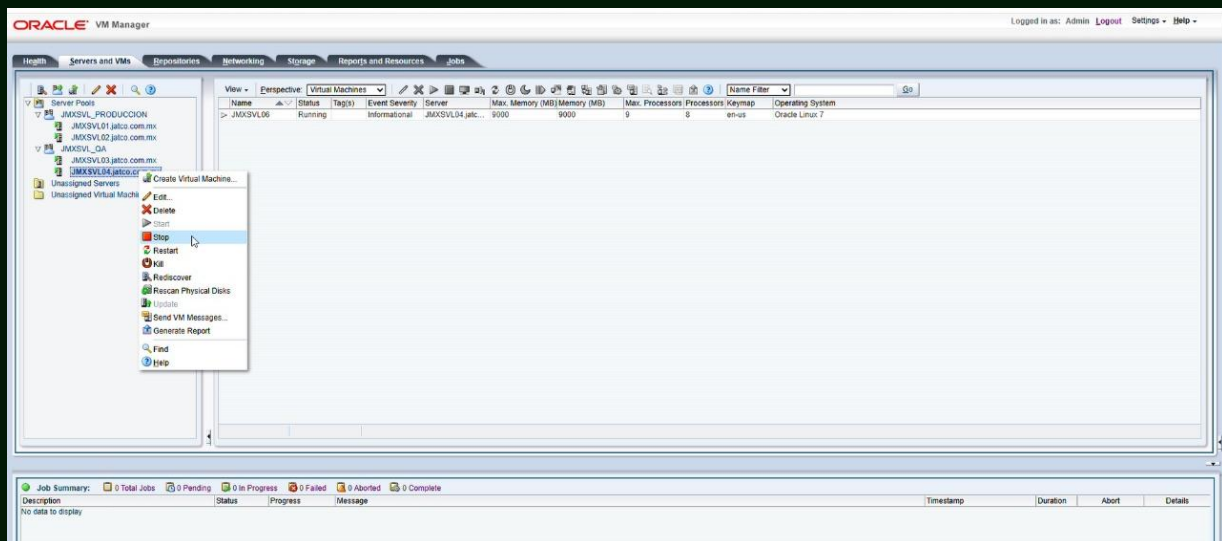 ORACLE VM Manager
Logged in as: Admin Logout Settings Help
Health Servers and VMs Repositories Networking Storage Reports and Resources Jobs
View Perspective: Virtual Machines Name Filter Go
Server Pools
JMXSVL_PRODUCCION
JMXSVL01.jatco.com.mx
JMXSVL02.jatco.com.mx
JMXSVL_QA
JMXSVL03.jatco.com.mx
JMXSVL04.jatco.com.mx
Unassigned Servers
Unassigned Virtual Machi
Create Virtual Machine...
Edit...
Delete
Start
Stop
Restart
Kill
Rediscover
Rescan Physical Disks
Update
Send VM Messages...
Generate Report
Find
Help
Name Status Tag(s) Event Severity Server Max. Memory (MB) Memory (MB) Max. Processors Processors Keymap Operating System
JMXSVL06 Running Informational JMXSVL04.jatc... 9000 9000 9 8 en-us Oracle Linux 7
Job Summary: 0 Total Jobs 0 Pending 0 In Progress 0 Failed 0 Aborted 0 Complete
Description Status Progress Message Timestamp Duration Abort Details
No data to display